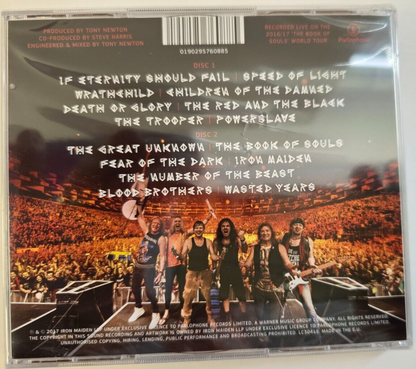 PRODUCED BY TONY NEWTON
CO-PRODUCED BY STEVE HARRIS
ENGINEERED & MIXED BY TONY NEWTON
0190295760885
RECORDED LIVE ON THE
2016/17 'THE BOOK OF
SOULS' WORLD TOUR
Parlophone
DISC 1
IF ETERNITY SHOULD FAIL | SPEED OF LIGHT
WRATHCHILD | CHILDREN OF THE DAMNED
DEATH OR GLORY | THE RED AND THE BLACK
THE TROOPER | POWERSLAVE
DISC 2
THE GREAT UNKNOWN | THE BOOK OF SOULS
FEAR OF THE DARK | IRON MAIDEN
THE NUMBER OF THE BEAST
BLOOD BROTHERS | WASTED YEARS
℗ & © 2017 IRON MAIDEN LLP UNDER EXCLUSIVE LICENCE TO PARLOPHONE RECORDS LIMITED, A WARNER MUSIC GROUP COMPANY. ALL RIGHTS RESERVED.
THE COPYRIGHT IN THIS SOUND RECORDING AND ARTWORK IS OWNED BY IRON MAIDEN LLP UNDER EXCLUSIVE LICENCE TO PARLOPHONE RECORDS LIMITED.
UNAUTHORISED COPYING, HIRING, LENDING, PUBLIC PERFORMANCE AND BROADCASTING PROHIBITED. MADE IN THE E.U.